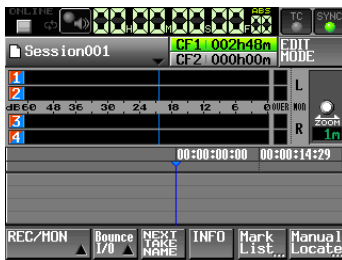 ABS
H M S F
TC SYNC
Session001
CF1 002h48m
CF2 000h00m
EDIT MODE
1
2
dB60 48 36 30 24 18 12 6 0 OVER MON
L
R
3
4
ZOOM
1m
00:00:00:00 00:00:14:29
REC/MON
Bounce I/O
NEXT TAKE NAME
INFO
Mark List...
Manual Locate...